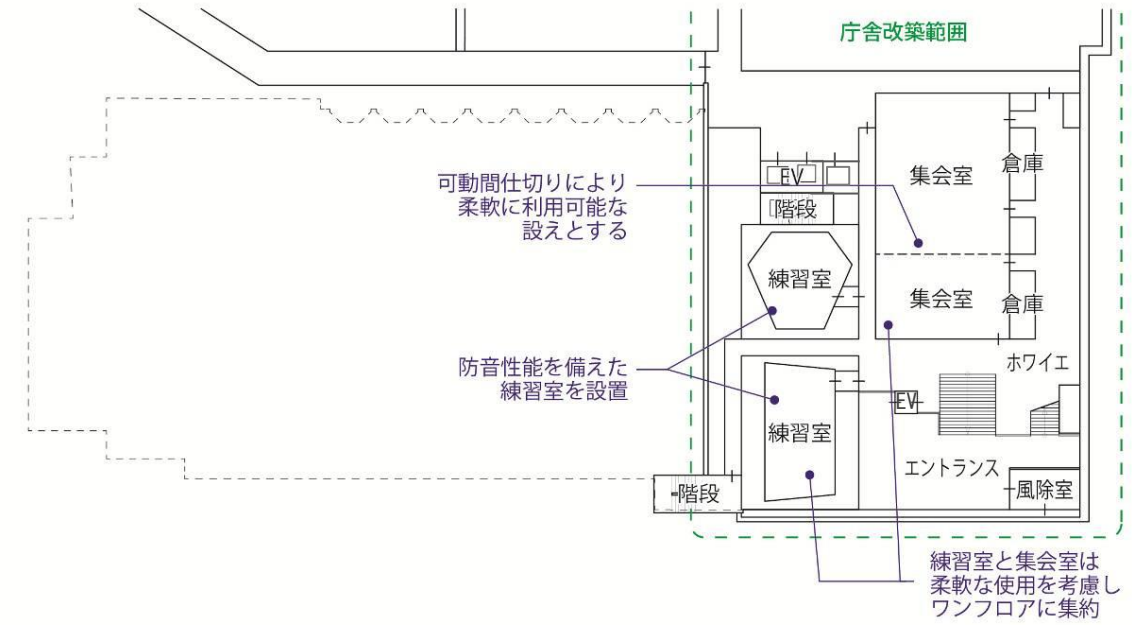 庁舎改築範囲
可動間仕切りにより
柔軟に利用可能な
設えとする
EV
階段
集会室
倉庫
練習室
集会室
倉庫
防音性能を備えた
練習室を設置
ホワイエ
EV
練習室
エントランス
階段
風除室
練習室と集会室は
柔軟な使用を考慮し
ワンフロアに集約